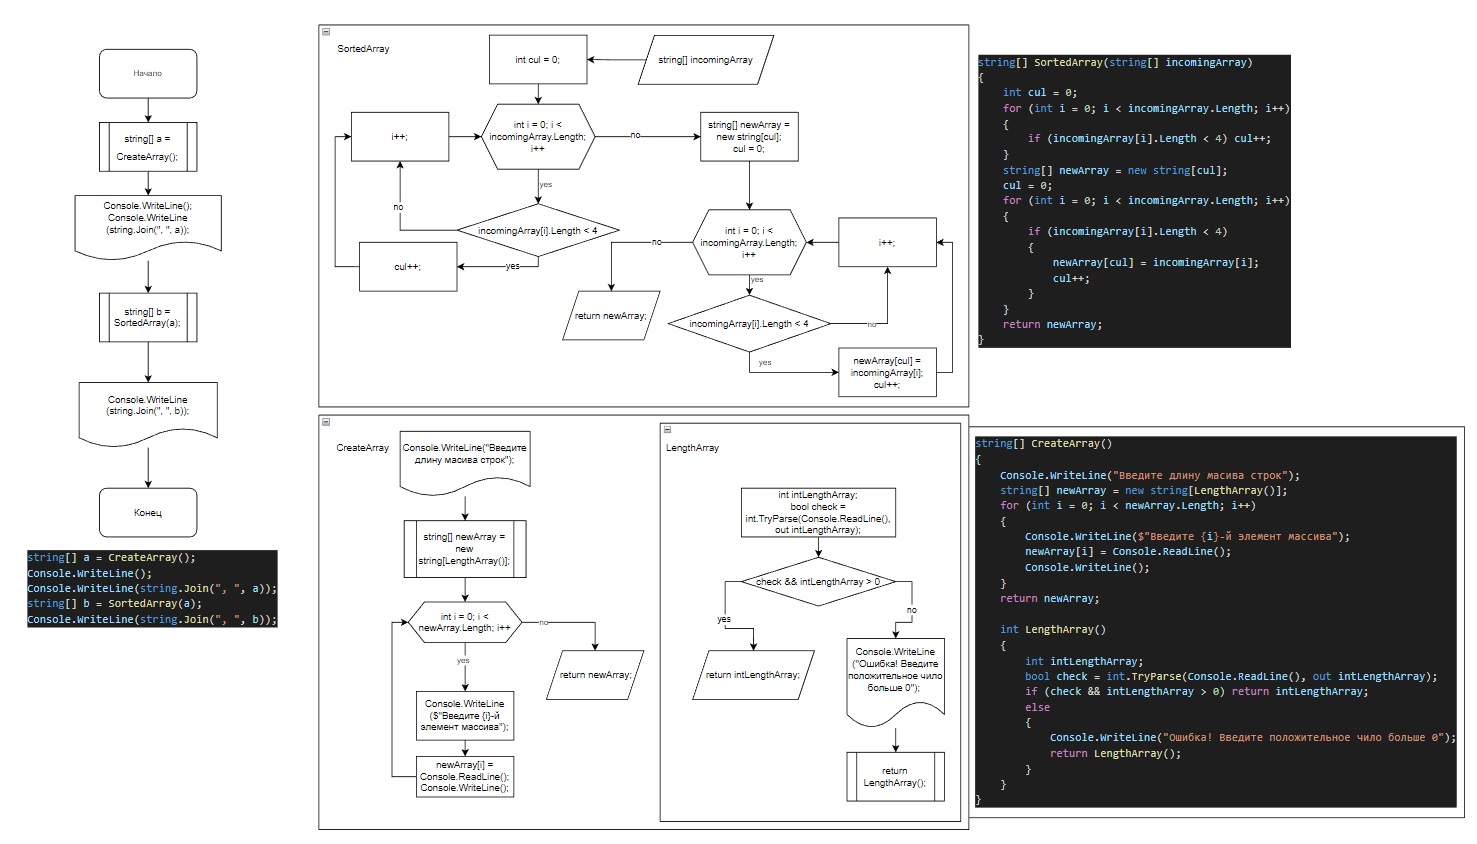 Начало
string[] a =
CreateArray();
Console.WriteLine();
Console.WriteLine
(string.Join(", ", a));
string[] b =
SortedArray(a);
Console.WriteLine
(string.Join(", ", b));
Конец
string[] a = CreateArray();
Console.WriteLine();
Console.WriteLine(string.Join(", ", a));
string[] b = SortedArray(a);
Console.WriteLine(string.Join(", ", b));
SortedArray
int cul = 0;
string[] incomingArray
i++;
int i = 0; i <
incomingArray.Length;
i++
no
string[] newArray =
new string[cul];
cul = 0;
yes
no
incomingArray[i].Length < 4
cul++;
yes
int i = 0; i <
incomingArray.Length;
i++
no
i++;
yes
return newArray;
incomingArray[i].Length < 4
no
yes
newArray[cul] =
incomingArray[i];
cul++;
string[] SortedArray(string[] incomingArray)
{
int cul = 0;
for (int i = 0; i < incomingArray.Length; i++)
{
if (incomingArray[i].Length < 4) cul++;
}
string[] newArray = new string[cul];
cul = 0;
for (int i = 0; i < incomingArray.Length; i++)
{
if (incomingArray[i].Length < 4)
{
newArray[cul] = incomingArray[i];
cul++;
}
}
return newArray;
}
CreateArray
Console.WriteLine("Введите
длину масива строк");
string[] newArray =
new
string[LengthArray()];
int i = 0; i <
newArray.Length; i++
no
yes
return newArray;
Console.WriteLine
($"Введите {i}-й
элемент массива");
newArray[i] =
Console.ReadLine();
Console.WriteLine();
LengthArray
int intLengthArray;
bool check =
int.TryParse(Console.ReadLine(),
out intLengthArray);
check && intLengthArray > 0
yes
no
return intLengthArray;
Console.WriteLine
("Ошибка! Введите
положительное чило
больше 0");
return
LengthArray();
string[] CreateArray()
{
Console.WriteLine("Введите длину масива строк");
string[] newArray = new string[LengthArray()];
for (int i = 0; i < newArray.Length; i++)
{
Console.WriteLine($"Введите {i}-й элемент массива");
newArray[i] = Console.ReadLine();
Console.WriteLine();
}
return newArray;
int LengthArray()
{
int intLengthArray;
bool check = int.TryParse(Console.ReadLine(), out intLengthArray);
if (check && intLengthArray > 0) return intLengthArray;
else
{
Console.WriteLine("Ошибка! Введите положительное чило больше 0");
return LengthArray();
}
}
}